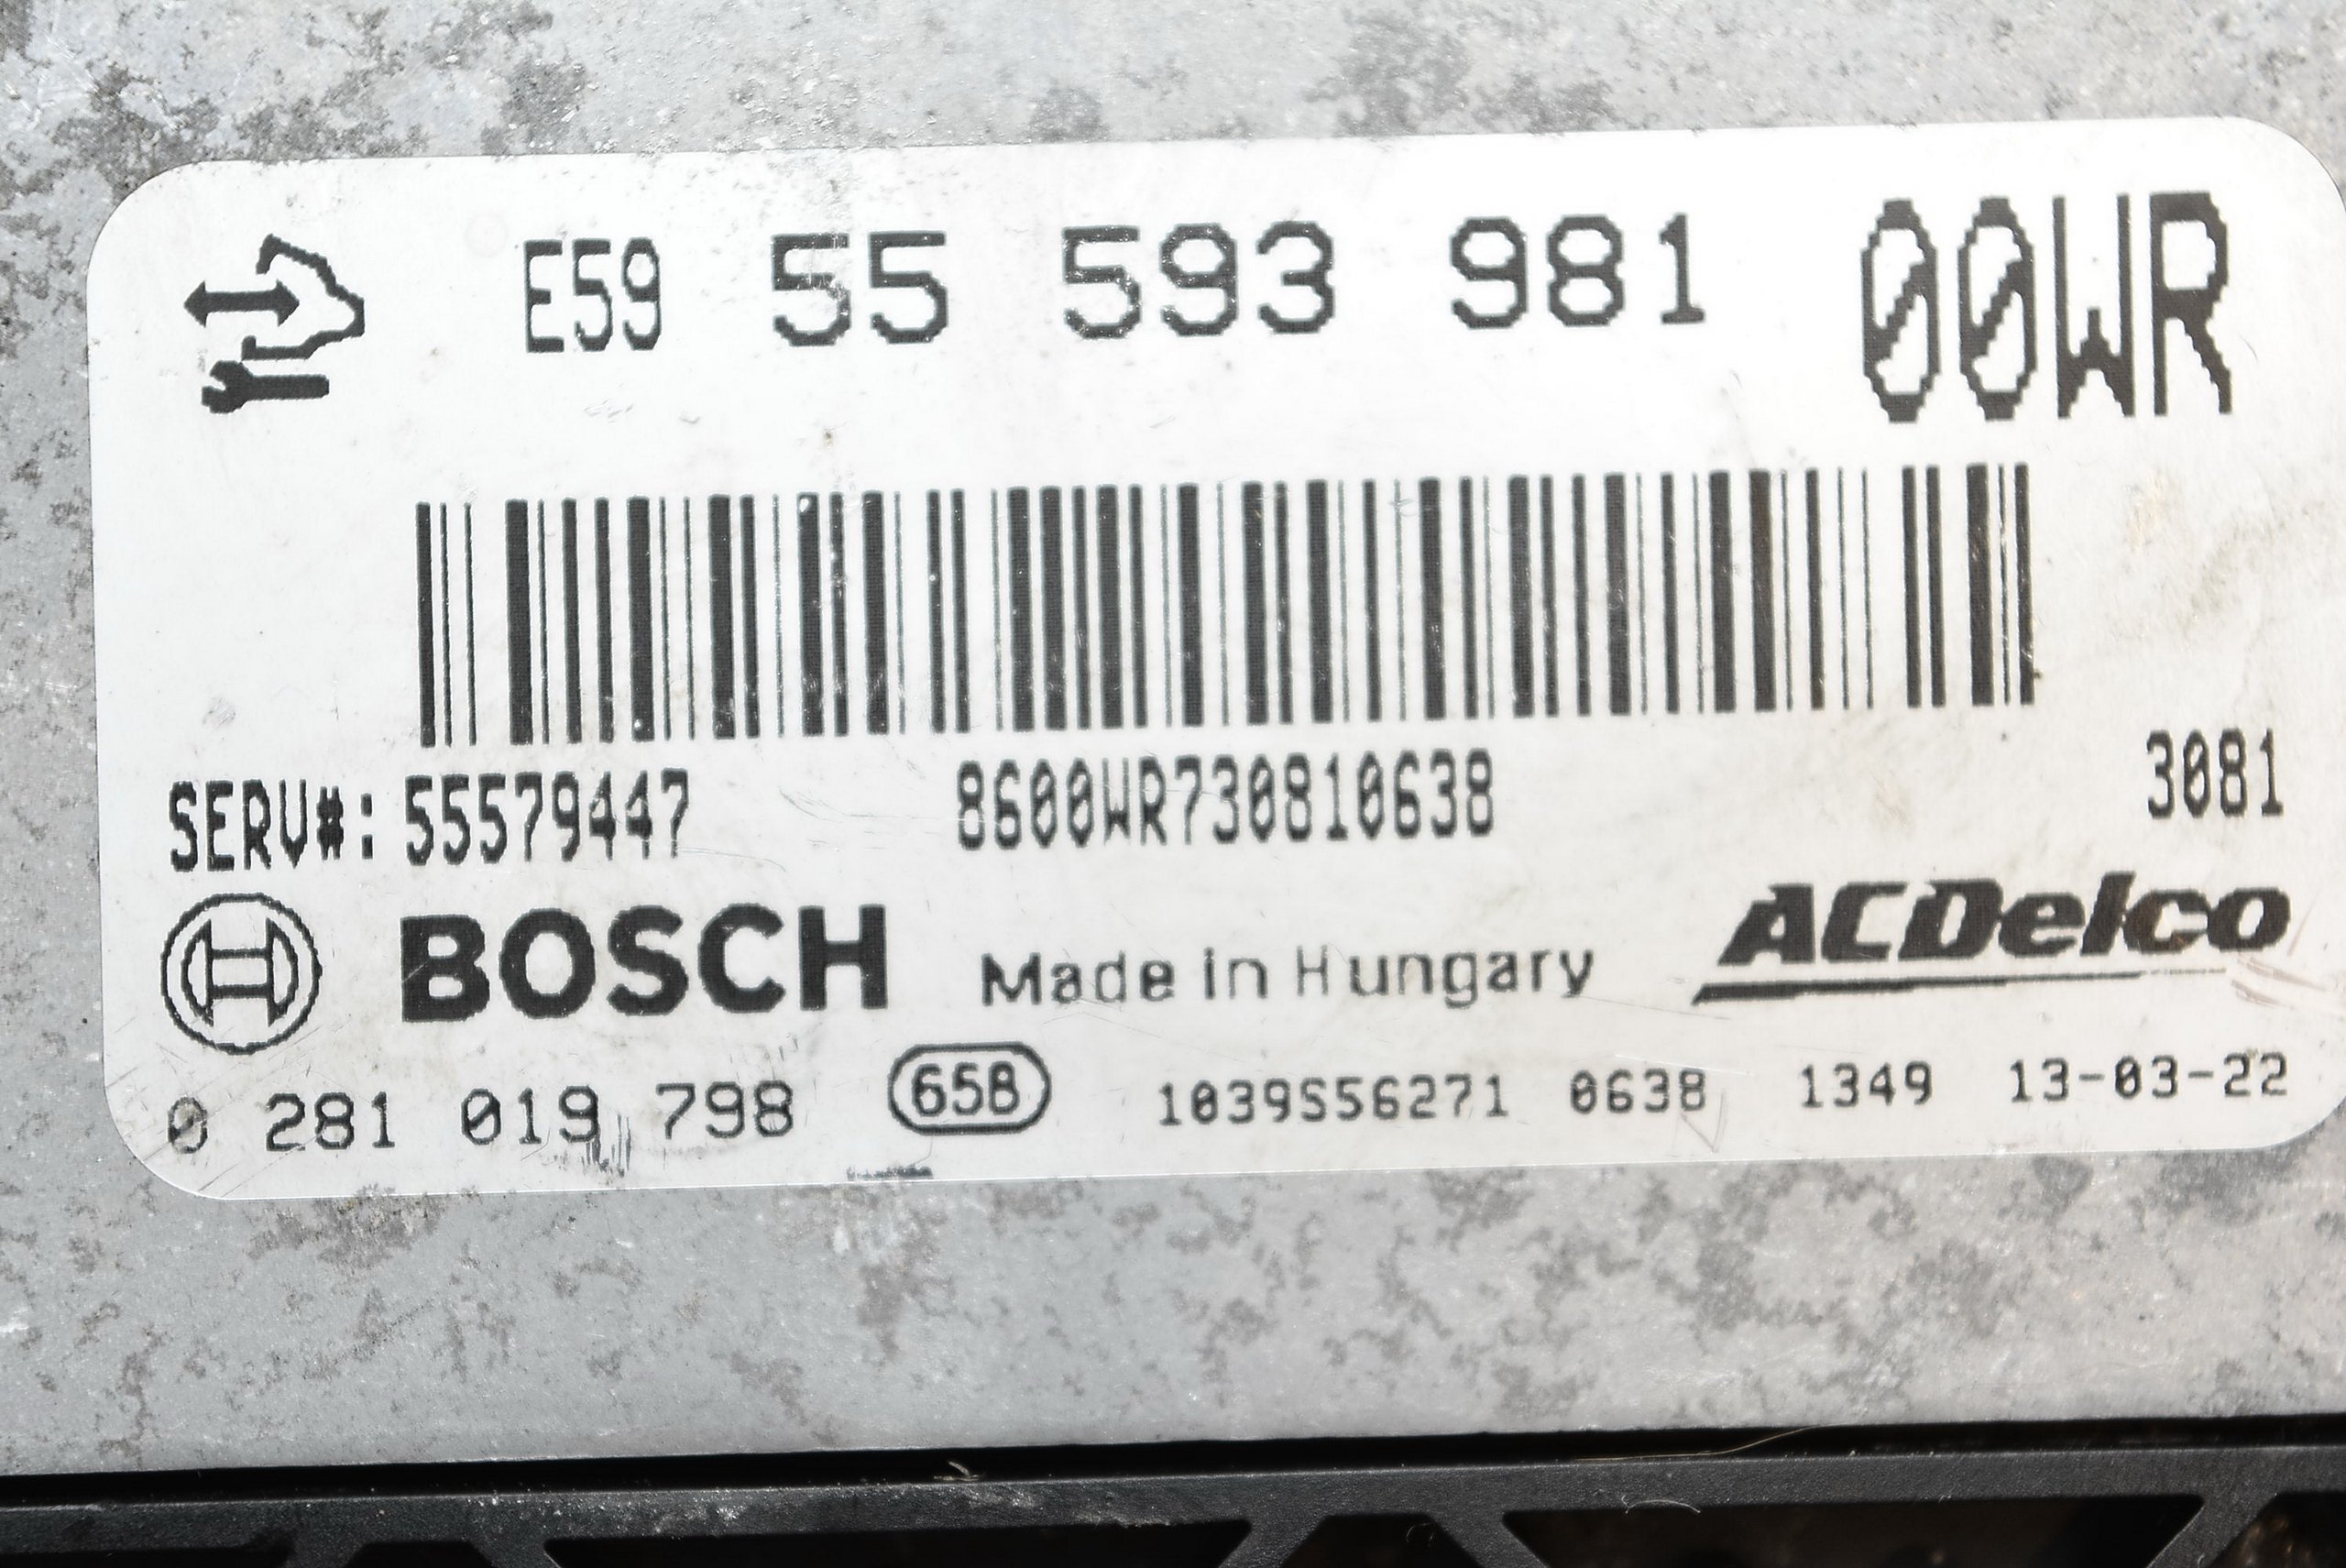 E59 55 593 981 00WR
SERV#: 55579447 8600WR730810638 3081
BOSCH Made in Hungary ACDelco
0 281 019 798 658 1039S56271 0638 1349 13-03-22